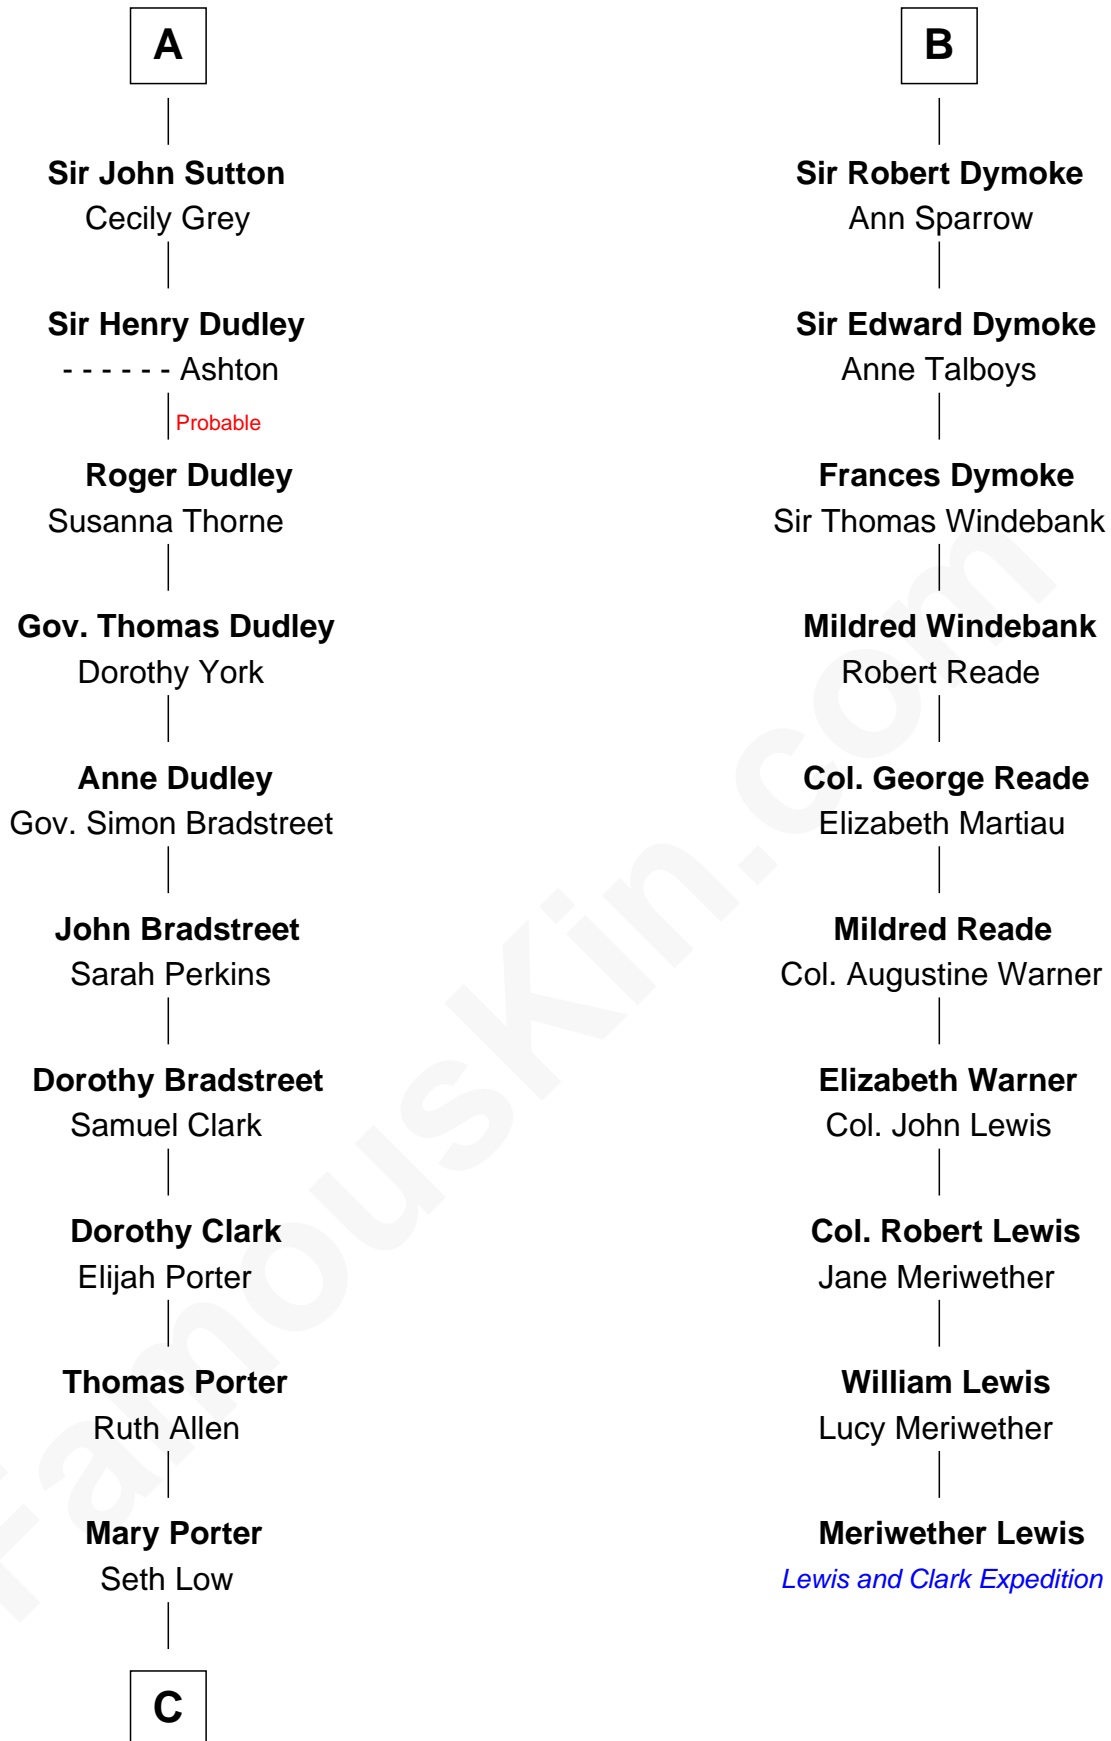 A
Sir John Sutton
Cecily Grey
Sir Henry Dudley
- - - - - - Ashton
Probable
Roger Dudley
Susanna Thorne
Gov. Thomas Dudley
Dorothy York
Anne Dudley
Gov. Simon Bradstreet
John Bradstreet
Sarah Perkins
Dorothy Bradstreet
Samuel Clark
Dorothy Clark
Elijah Porter
Thomas Porter
Ruth Allen
Mary Porter
Seth Low
C
B
Sir Robert Dymoke
Ann Sparrow
Sir Edward Dymoke
Anne Talboys
Frances Dymoke
Sir Thomas Windebank
Mildred Windebank
Robert Reade
Col. George Reade
Elizabeth Martiau
Mildred Reade
Col. Augustine Warner
Elizabeth Warner
Col. John Lewis
Col. Robert Lewis
Jane Meriwether
William Lewis
Lucy Meriwether
Meriwether Lewis
Lewis and Clark Expedition
FamousKin.com